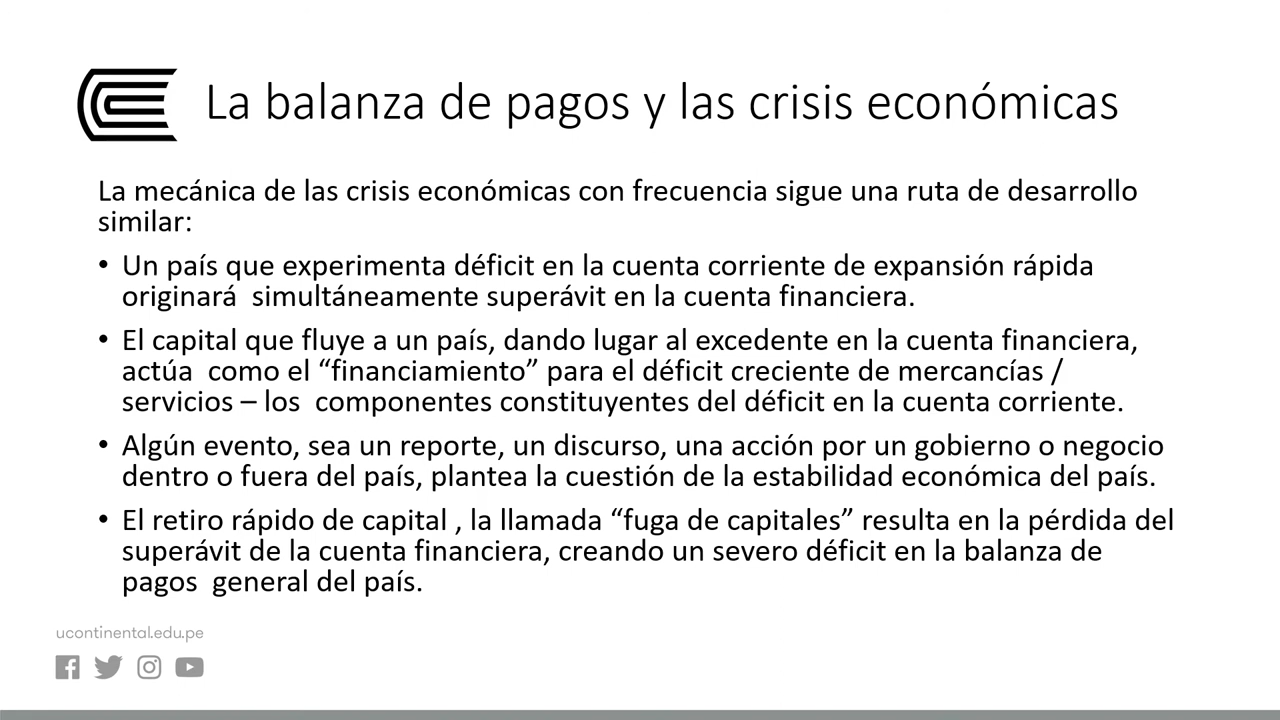 La balanza de pagos y las crisis económicas
La mecánica de las crisis económicas con frecuencia sigue una ruta de desarrollo
similar:
• Un país que experimenta déficit en la cuenta corriente de expansión rápida
originará  simultáneamente superávit en la cuenta financiera.
• El capital que fluye a un país, dando lugar al excedente en la cuenta financiera,
actúa  como el “financiamiento” para el déficit creciente de mercancías /
servicios – los  componentes constituyentes del déficit en la cuenta corriente.
• Algún evento, sea un reporte, un discurso, una acción por un gobierno o negocio
dentro o fuera del país, plantea la cuestión de la estabilidad económica del país.
• El retiro rápido de capital , la llamada “fuga de capitales” resulta en la pérdida del
superávit de la cuenta financiera, creando un severo déficit en la balanza de
pagos  general del país.
ucontinental.edu.pe